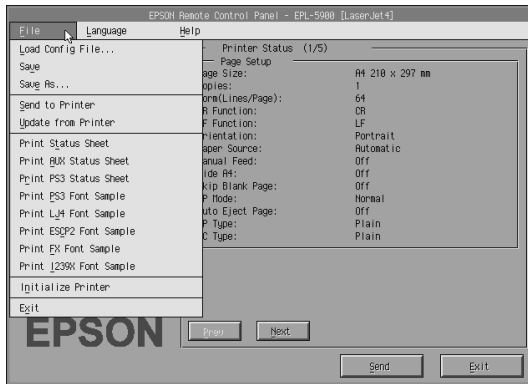 EPSON Remote Control Panel - EPL-5900 [LaserJet4]
File Language Help
Load Config File...
Save
Save As...
Send to Printer
Update from Printer
Print Status Sheet
Print AUX Status Sheet
Print PS3 Status Sheet
Print PS3 Font Sample
Print LJ4 Font Sample
Print ESCP2 Font Sample
Print FX Font Sample
Print I239X Font Sample
Initialize Printer
Exit
Printer Status (1/5)
Page Setup
age Size: A4 210 x 297 mm
opies: 1
orm(Lines/Page): 64
R Function: CR
F Function: LF
rientation: Portrait
aper Source: Automatic
anual Feed: Off
ide A4: Off
kip Blank Page: Off
P Mode: Normal
uto Eject Page: Off
P Type: Plain
C Type: Plain
EPSON
Prev Next
Send Exit